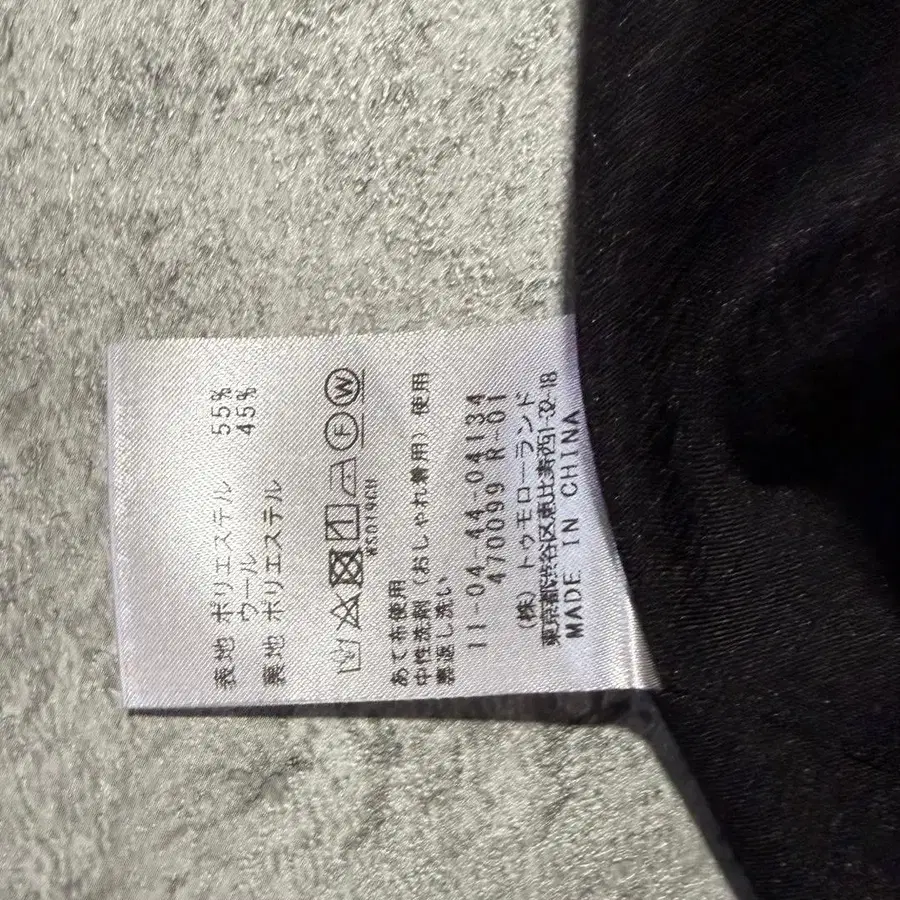 表地 ポリエステル 55%
ウール 45%
裏地 ポリエステル
F W
WS019CH
あて布使用
中性洗剤（おしゃれ着用）使用
裏返し洗い
11-04-44-04134
470099 R-01
（株）トゥモローランド
東京都渋谷区恵比寿西1-32-18
MADE IN CHINA